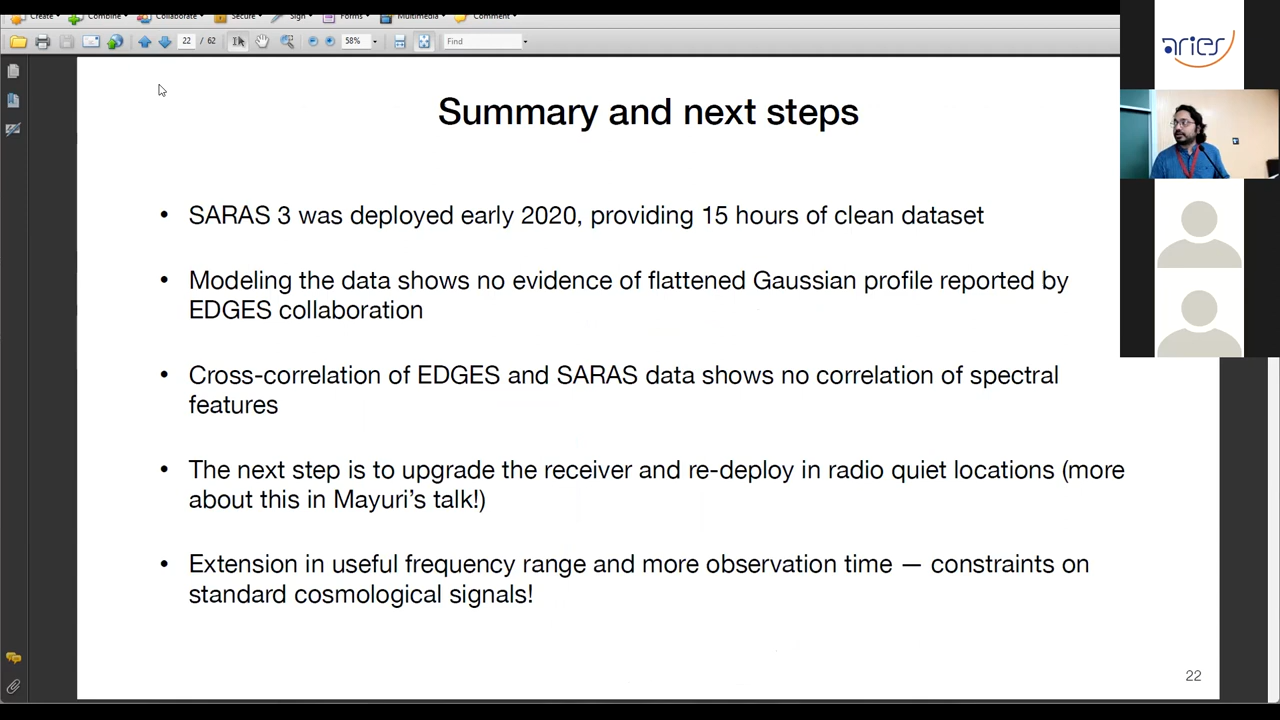 Create Combine Collaborate Secure Sign Forms Multimedia Comment
22 / 62 58% Find
aries
Summary and next steps
• SARAS 3 was deployed early 2020, providing 15 hours of clean dataset
• Modeling the data shows no evidence of flattened Gaussian profile reported by
EDGES collaboration
• Cross-correlation of EDGES and SARAS data shows no correlation of spectral
features
• The next step is to upgrade the receiver and re-deploy in radio quiet locations (more
about this in Mayuri’s talk!)
• Extension in useful frequency range and more observation time — constraints on
standard cosmological signals!
22